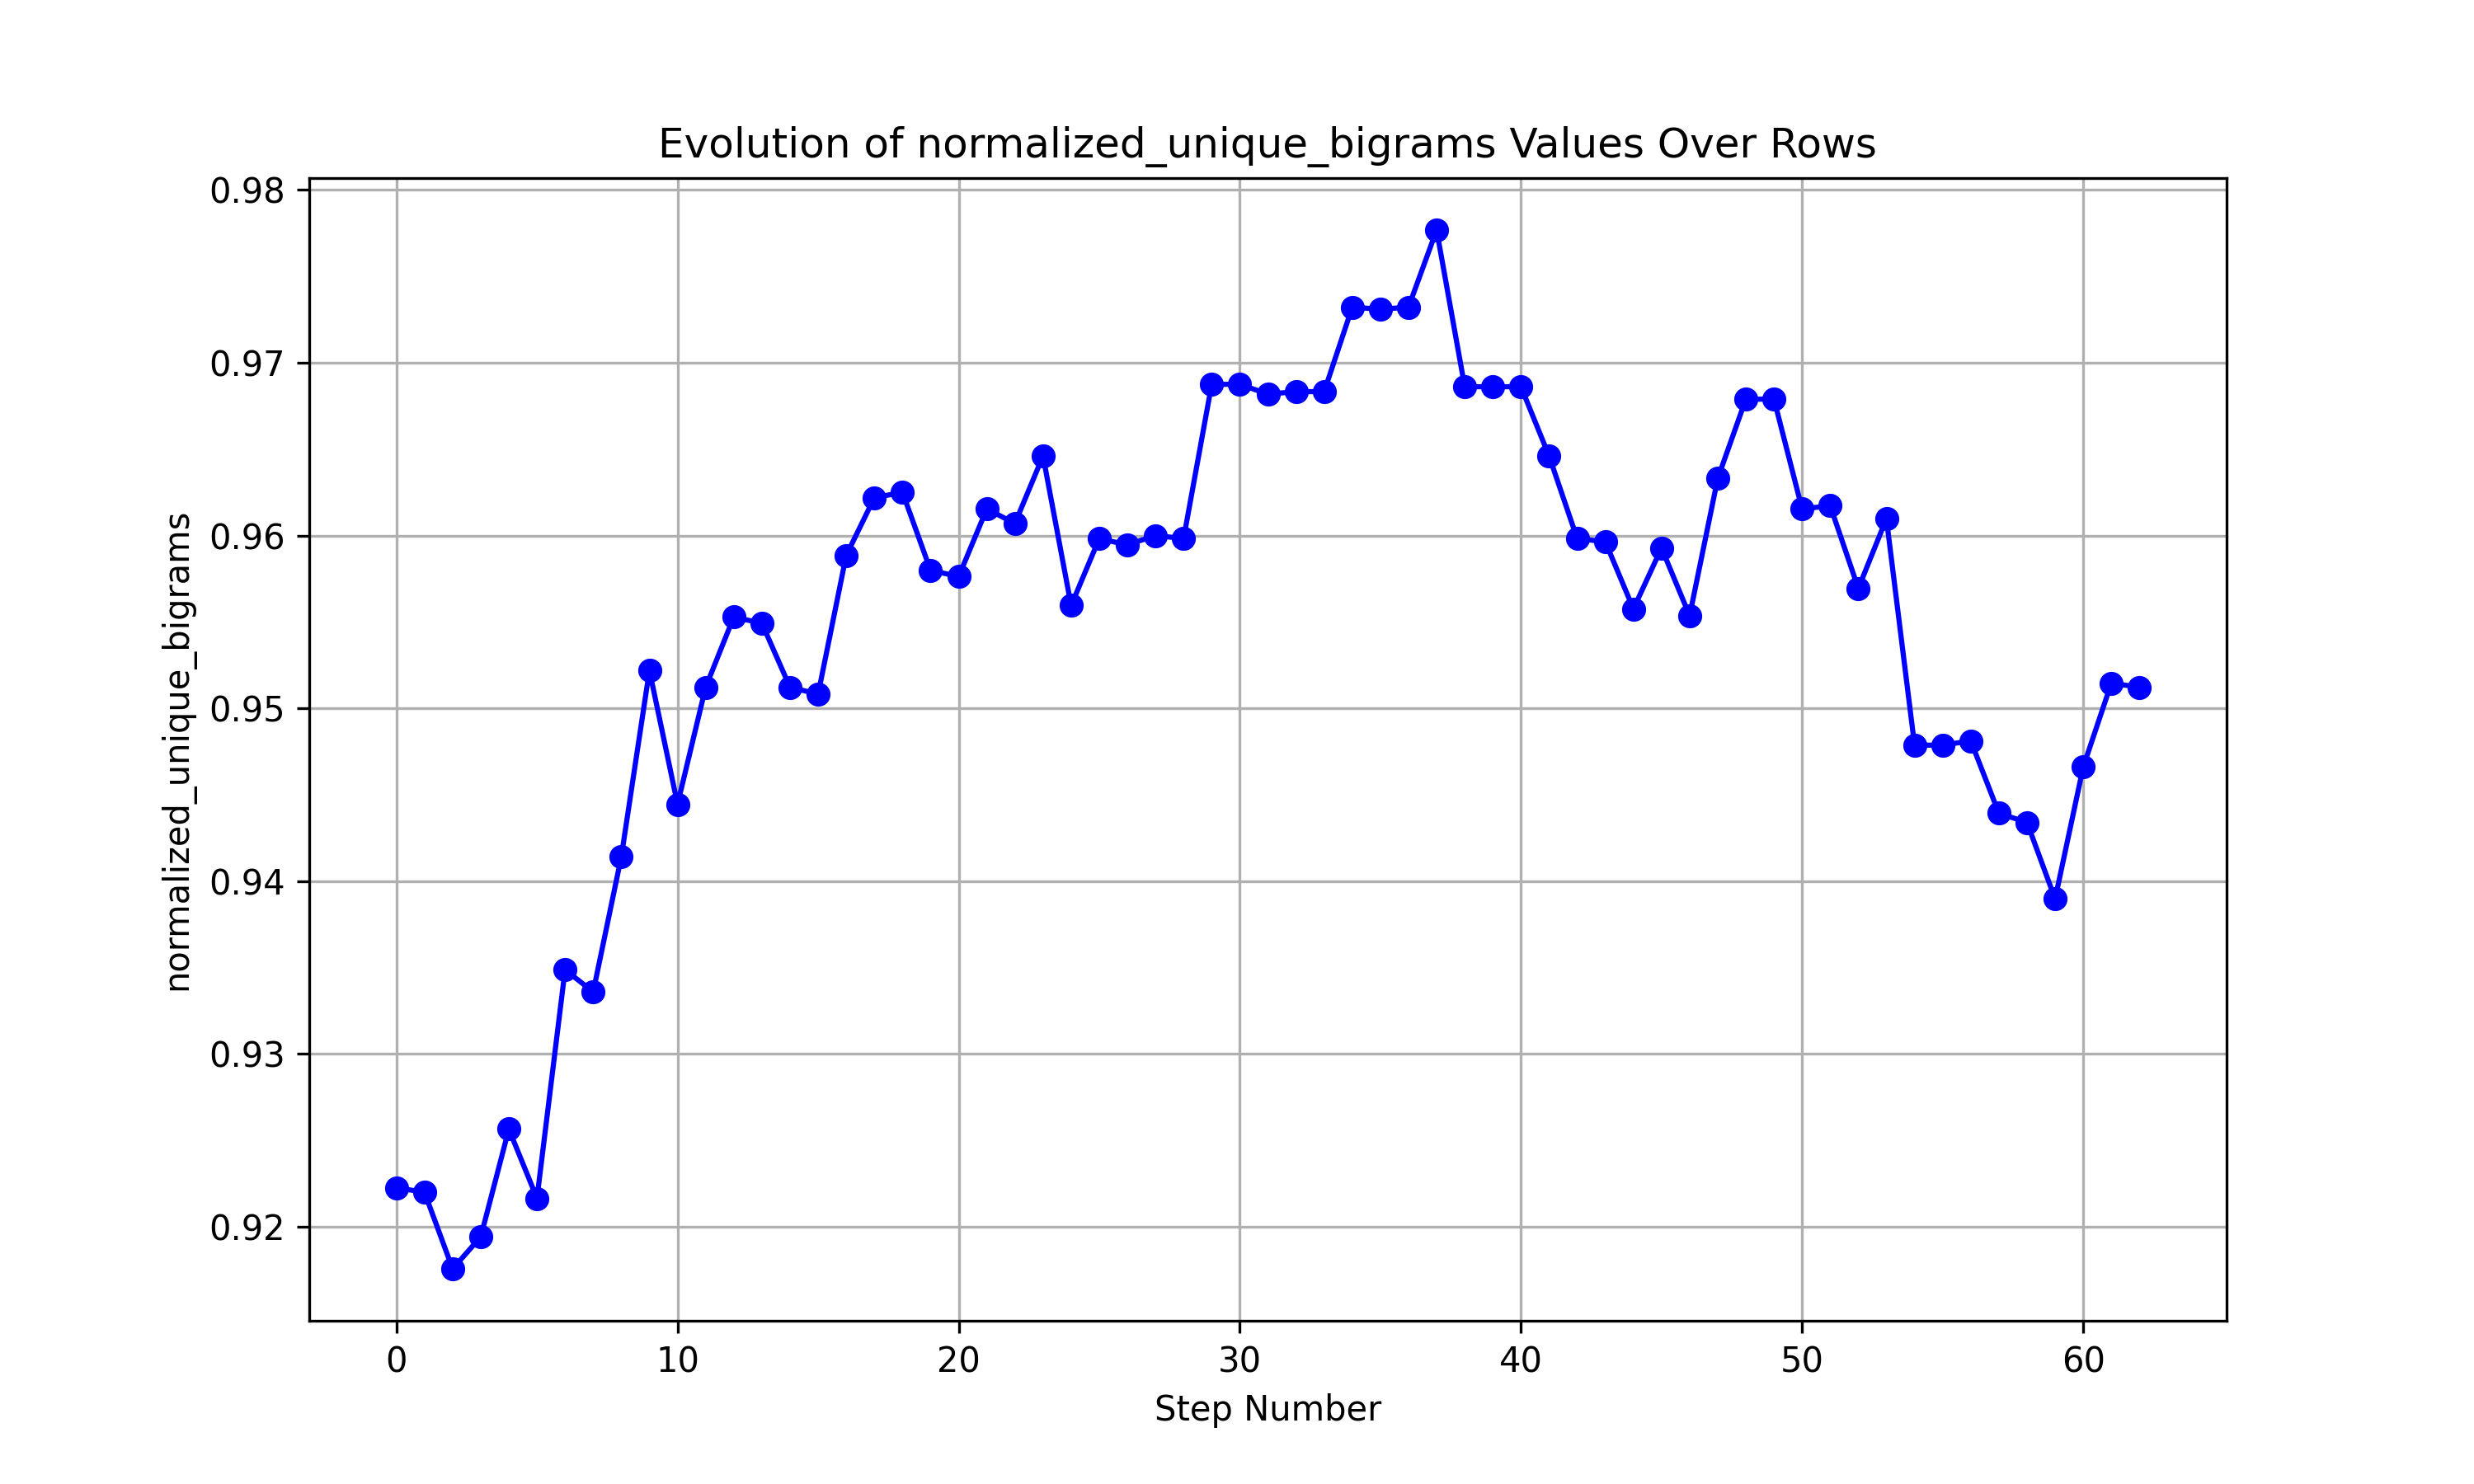 Evolution of normalized_unique_bigrams Values Over Rows
normalized_unique_bigrams
0.98
0.97
0.96
0.95
0.94
0.93
0.92
0 10 20 30 40 50 60
Step Number